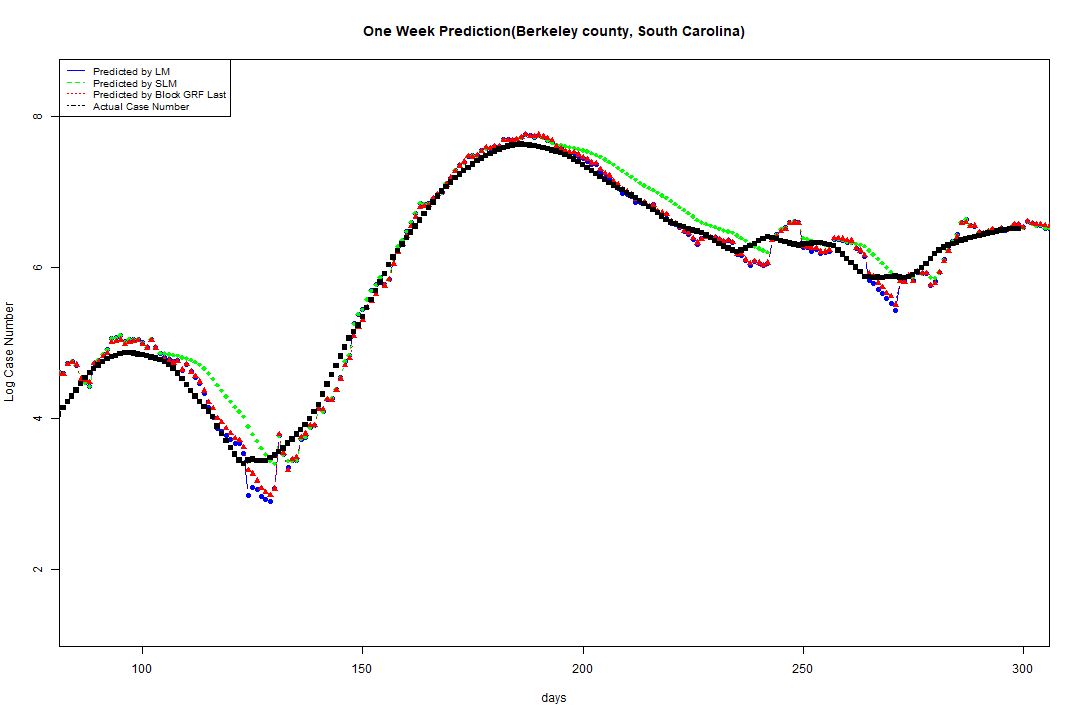 One Week Prediction(Berkeley county, South Carolina)
Predicted by LM
Predicted by SLM
Predicted by Block GRF Last
Actual Case Number
8
6
4
2
Log Case Number
100 150 200 250 300
days